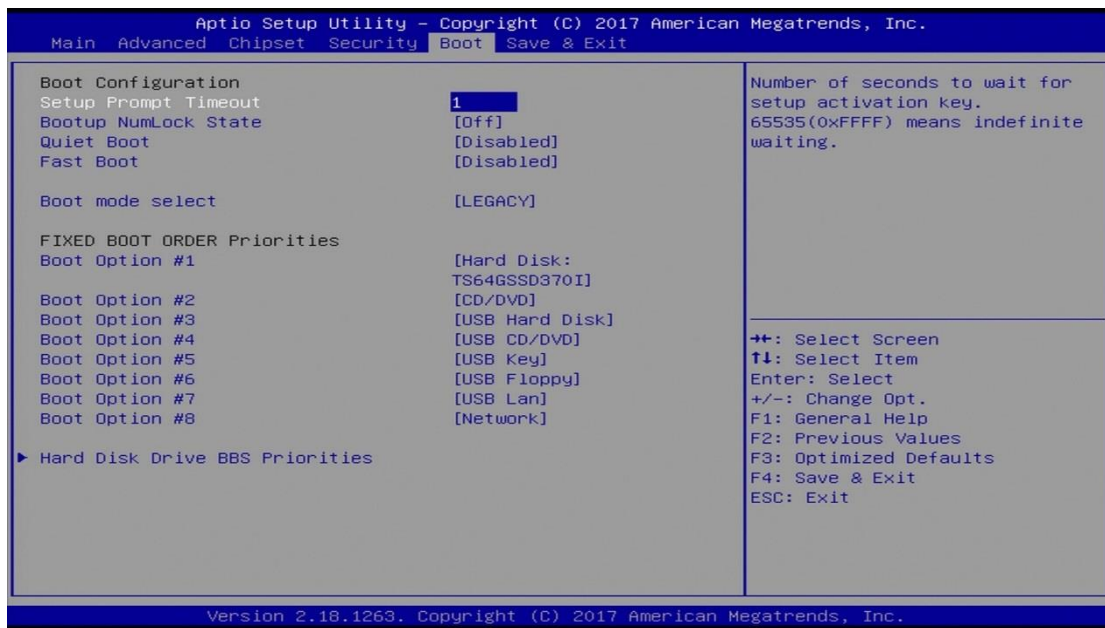 Aptio Setup Utility – Copyright (C) 2017 American Megatrends, Inc.
Main Advanced Chipset Security Boot Save & Exit
Boot Configuration
Setup Prompt Timeout 1
Bootup NumLock State [Off]
Quiet Boot [Disabled]
Fast Boot [Disabled]
Boot mode select [LEGACY]
FIXED BOOT ORDER Priorities
Boot Option #1 [Hard Disk:
TS64GSSD370I]
Boot Option #2 [CD/DVD]
Boot Option #3 [USB Hard Disk]
Boot Option #4 [USB CD/DVD]
Boot Option #5 [USB Key]
Boot Option #6 [USB Floppy]
Boot Option #7 [USB Lan]
Boot Option #8 [Network]
▶ Hard Disk Drive BBS Priorities
Number of seconds to wait for
setup activation key.
65535(0xFFFF) means indefinite
waiting.
→←: Select Screen
↑↓: Select Item
Enter: Select
+/-: Change Opt.
F1: General Help
F2: Previous Values
F3: Optimized Defaults
F4: Save & Exit
ESC: Exit
Version 2.18.1263. Copyright (C) 2017 American Megatrends, Inc.